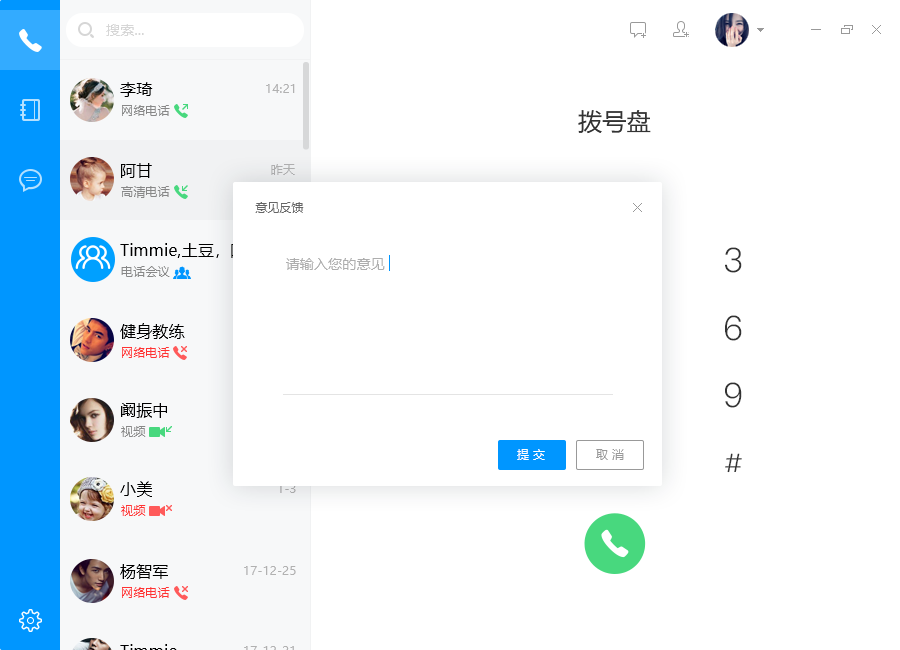 搜索...
李琦
14:21
网络电话
阿甘
昨天
高清电话
Timmie,土豆,
电话会议
健身教练
网络电话
阚振中
视频
小美
1-3
视频
杨智军
17-12-25
网络电话
Timmie
17-12-21
拨号盘
3
6
9
#
意见反馈
请输入您的意见
提 交
取 消